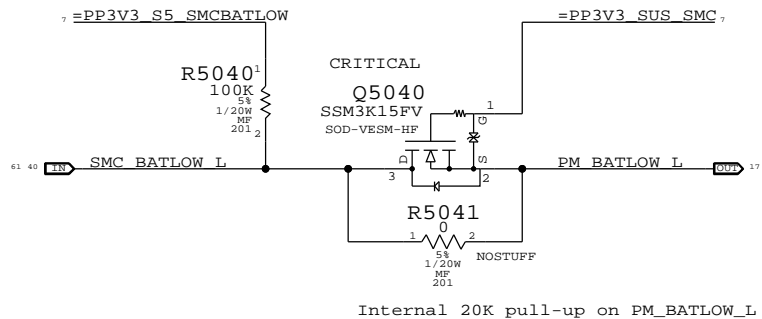 7 =PP3V3_S5_SMCBATLOW
=PP3V3_SUS_SMC 7
CRITICAL
R5040 1
100K
5%
1/20W
MF
201 2
Q5040
SSM3K15FV
SOD-VESM-HF
1
G
D
S
3
2
61 40 IN SMC_BATLOW_L
PM_BATLOW_L OUT 17
R5041
0
1 2
5%
1/20W
MF
201
NOSTUFF
Internal 20K pull-up on PM_BATLOW_L